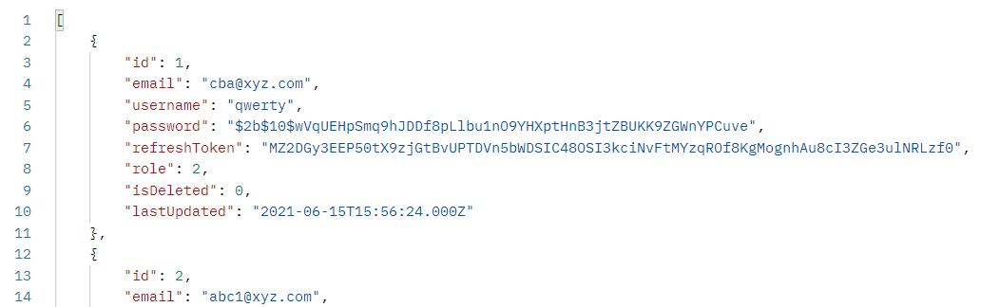 1 [
2 {
3 "id": 1,
4 "email": "cba@xyz.com",
5 "username": "qwerty",
6 "password": "$2b$10$wVqUEHpSmq9hJDDf8pLlbu1nO9YHXptHnB3jtZBUKK9ZGWnYPCuve",
7 "refreshToken": "MZ2DGy3EEP50tX9zjGtBvUPTDVn5bWDSIC48OSI3kciNvFtMYzqROf8KgMognhAu8cI3ZGe3ulNRLzf0",
8 "role": 2,
9 "isDeleted": 0,
10 "lastUpdated": "2021-06-15T15:56:24.000Z"
11 },
12 {
13 "id": 2,
14 "email": "abc1@xyz.com",